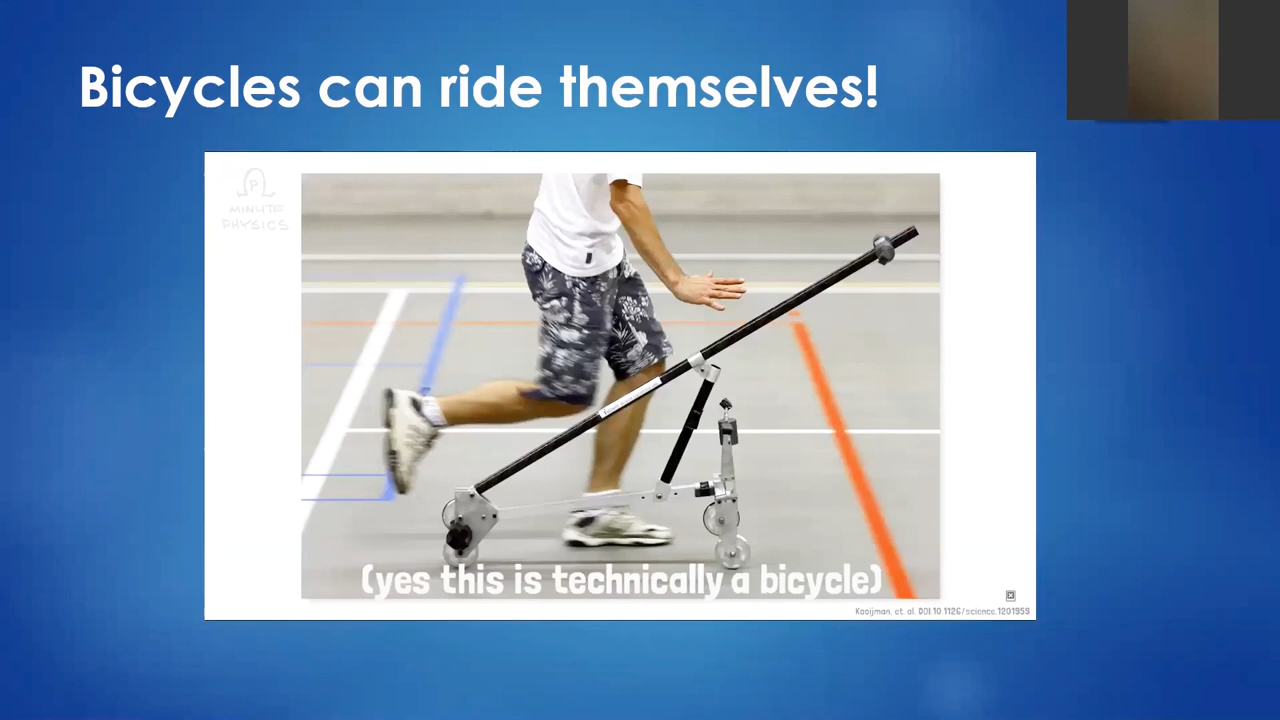 Bicycles can ride themselves!
P
MINUTE
PHYSICS
(yes this is technically a bicycle)
Kooijman, et. al. DOI:10.1126/science.1201959